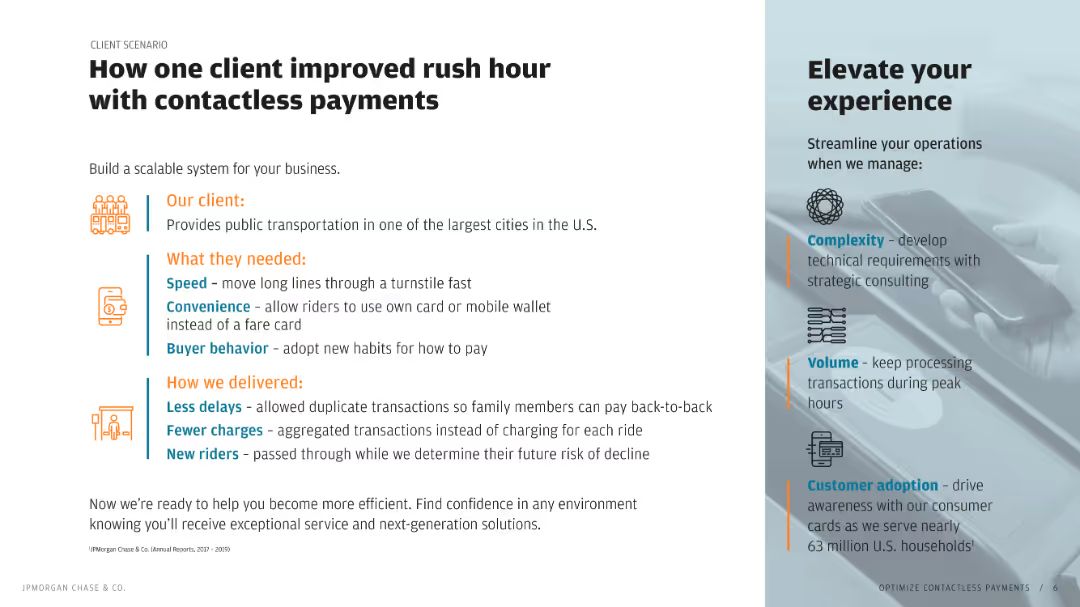 CLIENT SCENARIO
How one client improved rush hour
with contactless payments
Build a scalable system for your business.
Our client:
Provides public transportation in one of the largest cities in the U.S.
What they needed:
Speed – move long lines through a turnstile fast
Convenience – allow riders to use own card or mobile wallet
instead of a fare card
Buyer behavior – adopt new habits for how to pay
How we delivered:
Less delays – allowed duplicate transactions so family members can pay back-to-back
Fewer charges – aggregated transactions instead of charging for each ride
New riders – passed through while we determine their future risk of decline
Now we're ready to help you become more efficient. Find confidence in any environment
knowing you'll receive exceptional service and next-generation solutions.
¹JPMorgan Chase & Co. (Annual Reports, 2017 - 2019)
JPMORGAN CHASE & CO.
Elevate your
experience
Streamline your operations
when we manage:
Complexity – develop
technical requirements with
strategic consulting
Volume – keep processing
transactions during peak
hours
Customer adoption – drive
awareness with our consumer
cards as we serve nearly
63 million U.S. households¹
OPTIMIZE CONTACTLESS PAYMENTS / 6